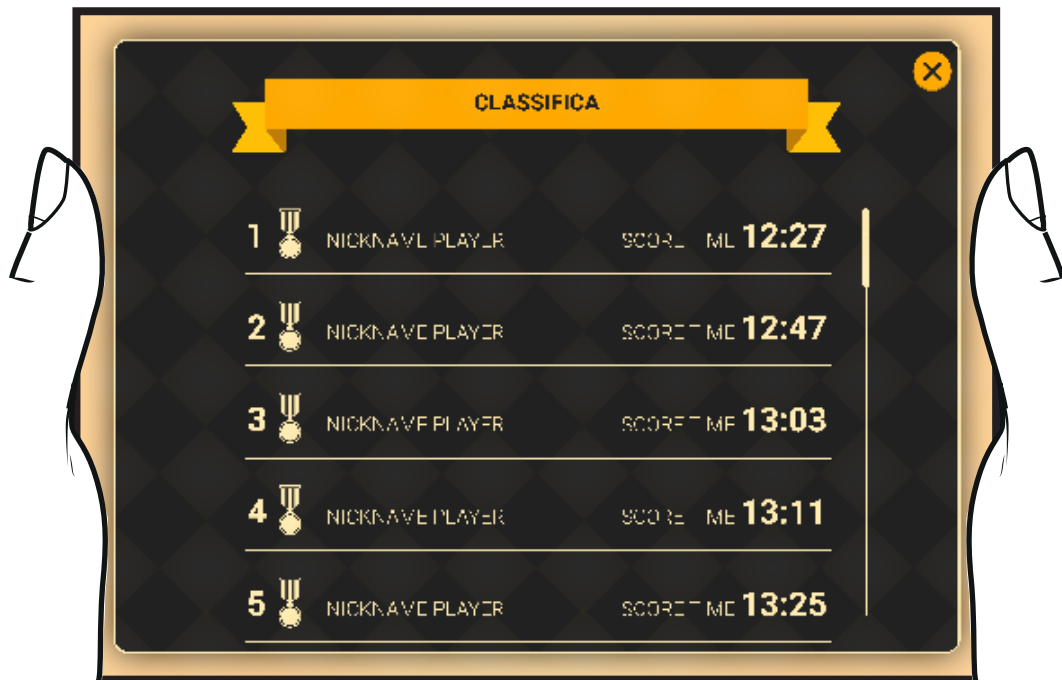 CLASSIFICA
1 NICKNAME PLAYER SCORE TIME 12:27
2 NICKNAME PLAYER SCORE TIME 12:47
3 NICKNAME PLAYER SCORE TIME 13:03
4 NICKNAME PLAYER SCORE TIME 13:11
5 NICKNAME PLAYER SCORE TIME 13:25